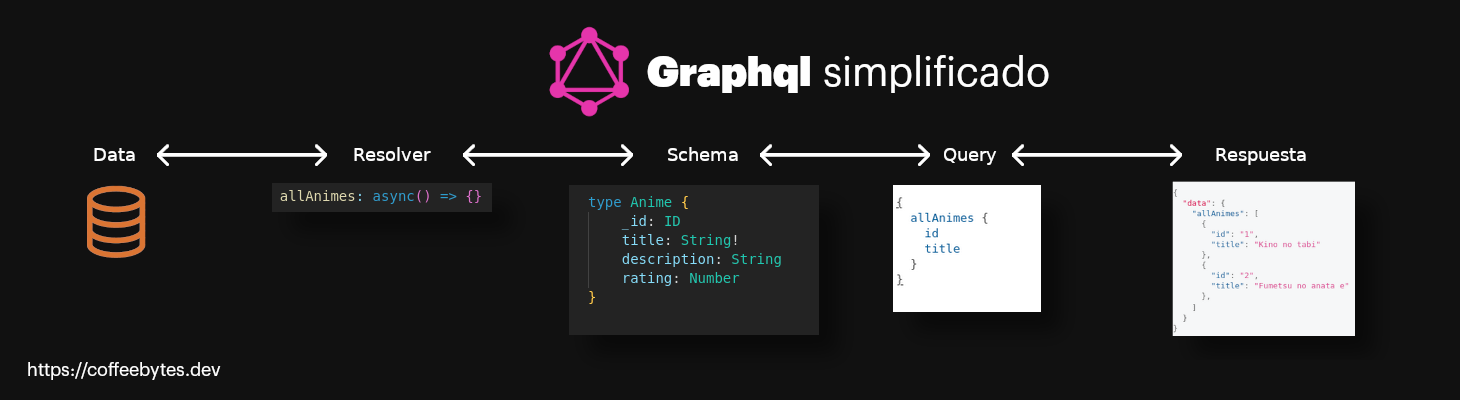 Graphql simplificado
Data
Resolver
Schema
Query
Respuesta
allAnimes: async() => {}
type Anime {
    _id: ID
    title: String!
    description: String
    rating: Number
}
{
  allAnimes {
    id
    title
  }
}
{
  "data": {
    "allAnimes": [
      {
        "id": "1",
        "title": "Kino no tabi"
      },
      {
        "id": "2",
        "title": "Fumetsu no anata e"
      },
    ]
  }
}
https://coffeebytes.dev